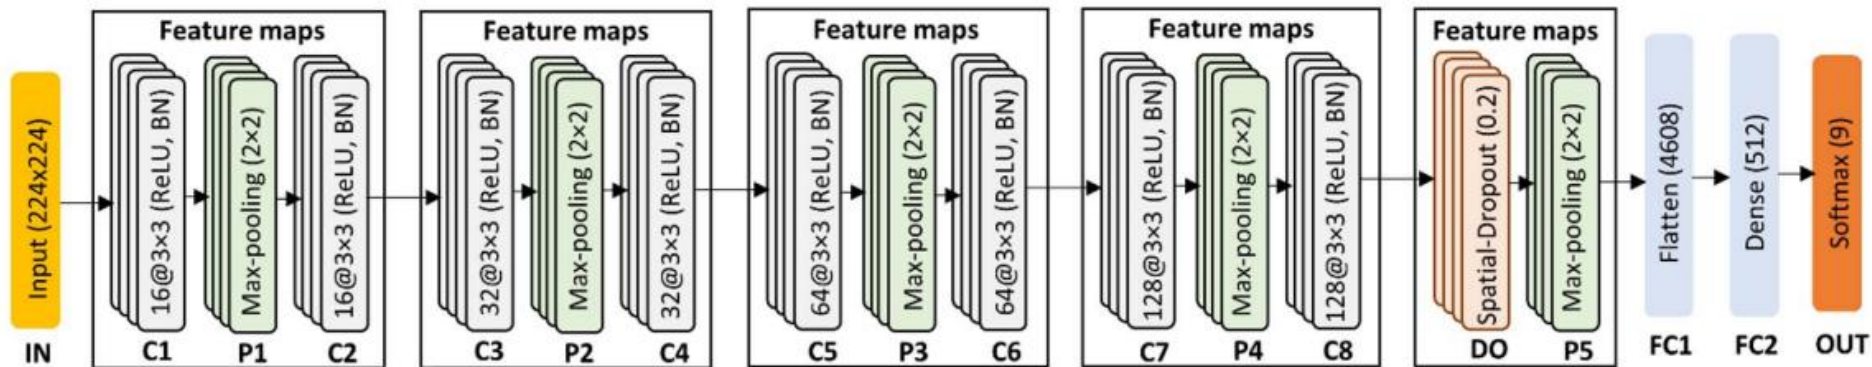 Input (224x224)
IN
Feature maps
16@3×3 (ReLU, BN)
Max-pooling (2×2)
16@3×3 (ReLU, BN)
C1 P1 C2
Feature maps
32@3×3 (ReLU, BN)
Max-pooling (2×2)
32@3×3 (ReLU, BN)
C3 P2 C4
Feature maps
64@3×3 (ReLU, BN)
Max-pooling (2×2)
64@3×3 (ReLU, BN)
C5 P3 C6
Feature maps
128@3×3 (ReLU, BN)
Max-pooling (2×2)
128@3×3 (ReLU, BN)
C7 P4 C8
Feature maps
Spatial-Dropout (0.2)
Max-pooling (2×2)
DO P5
Flatten (4608)
FC1
Dense (512)
FC2
Softmax (9)
OUT